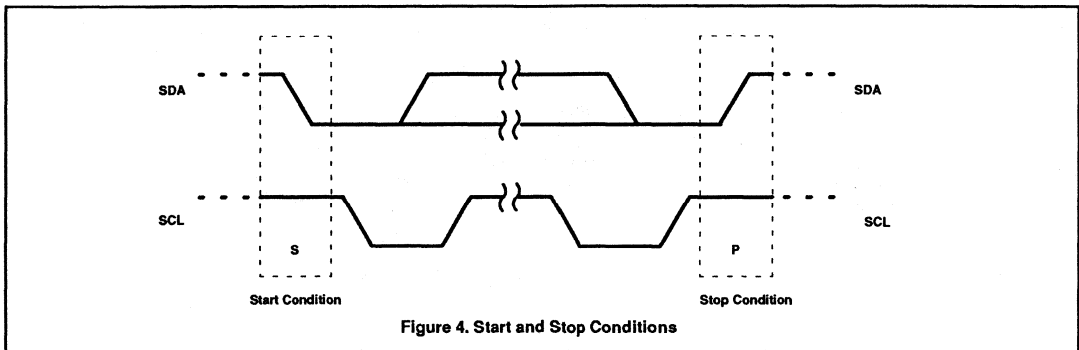 SDA
SDA
SCL
SCL
S
P
Start Condition
Stop Condition
Figure 4. Start and Stop Conditions